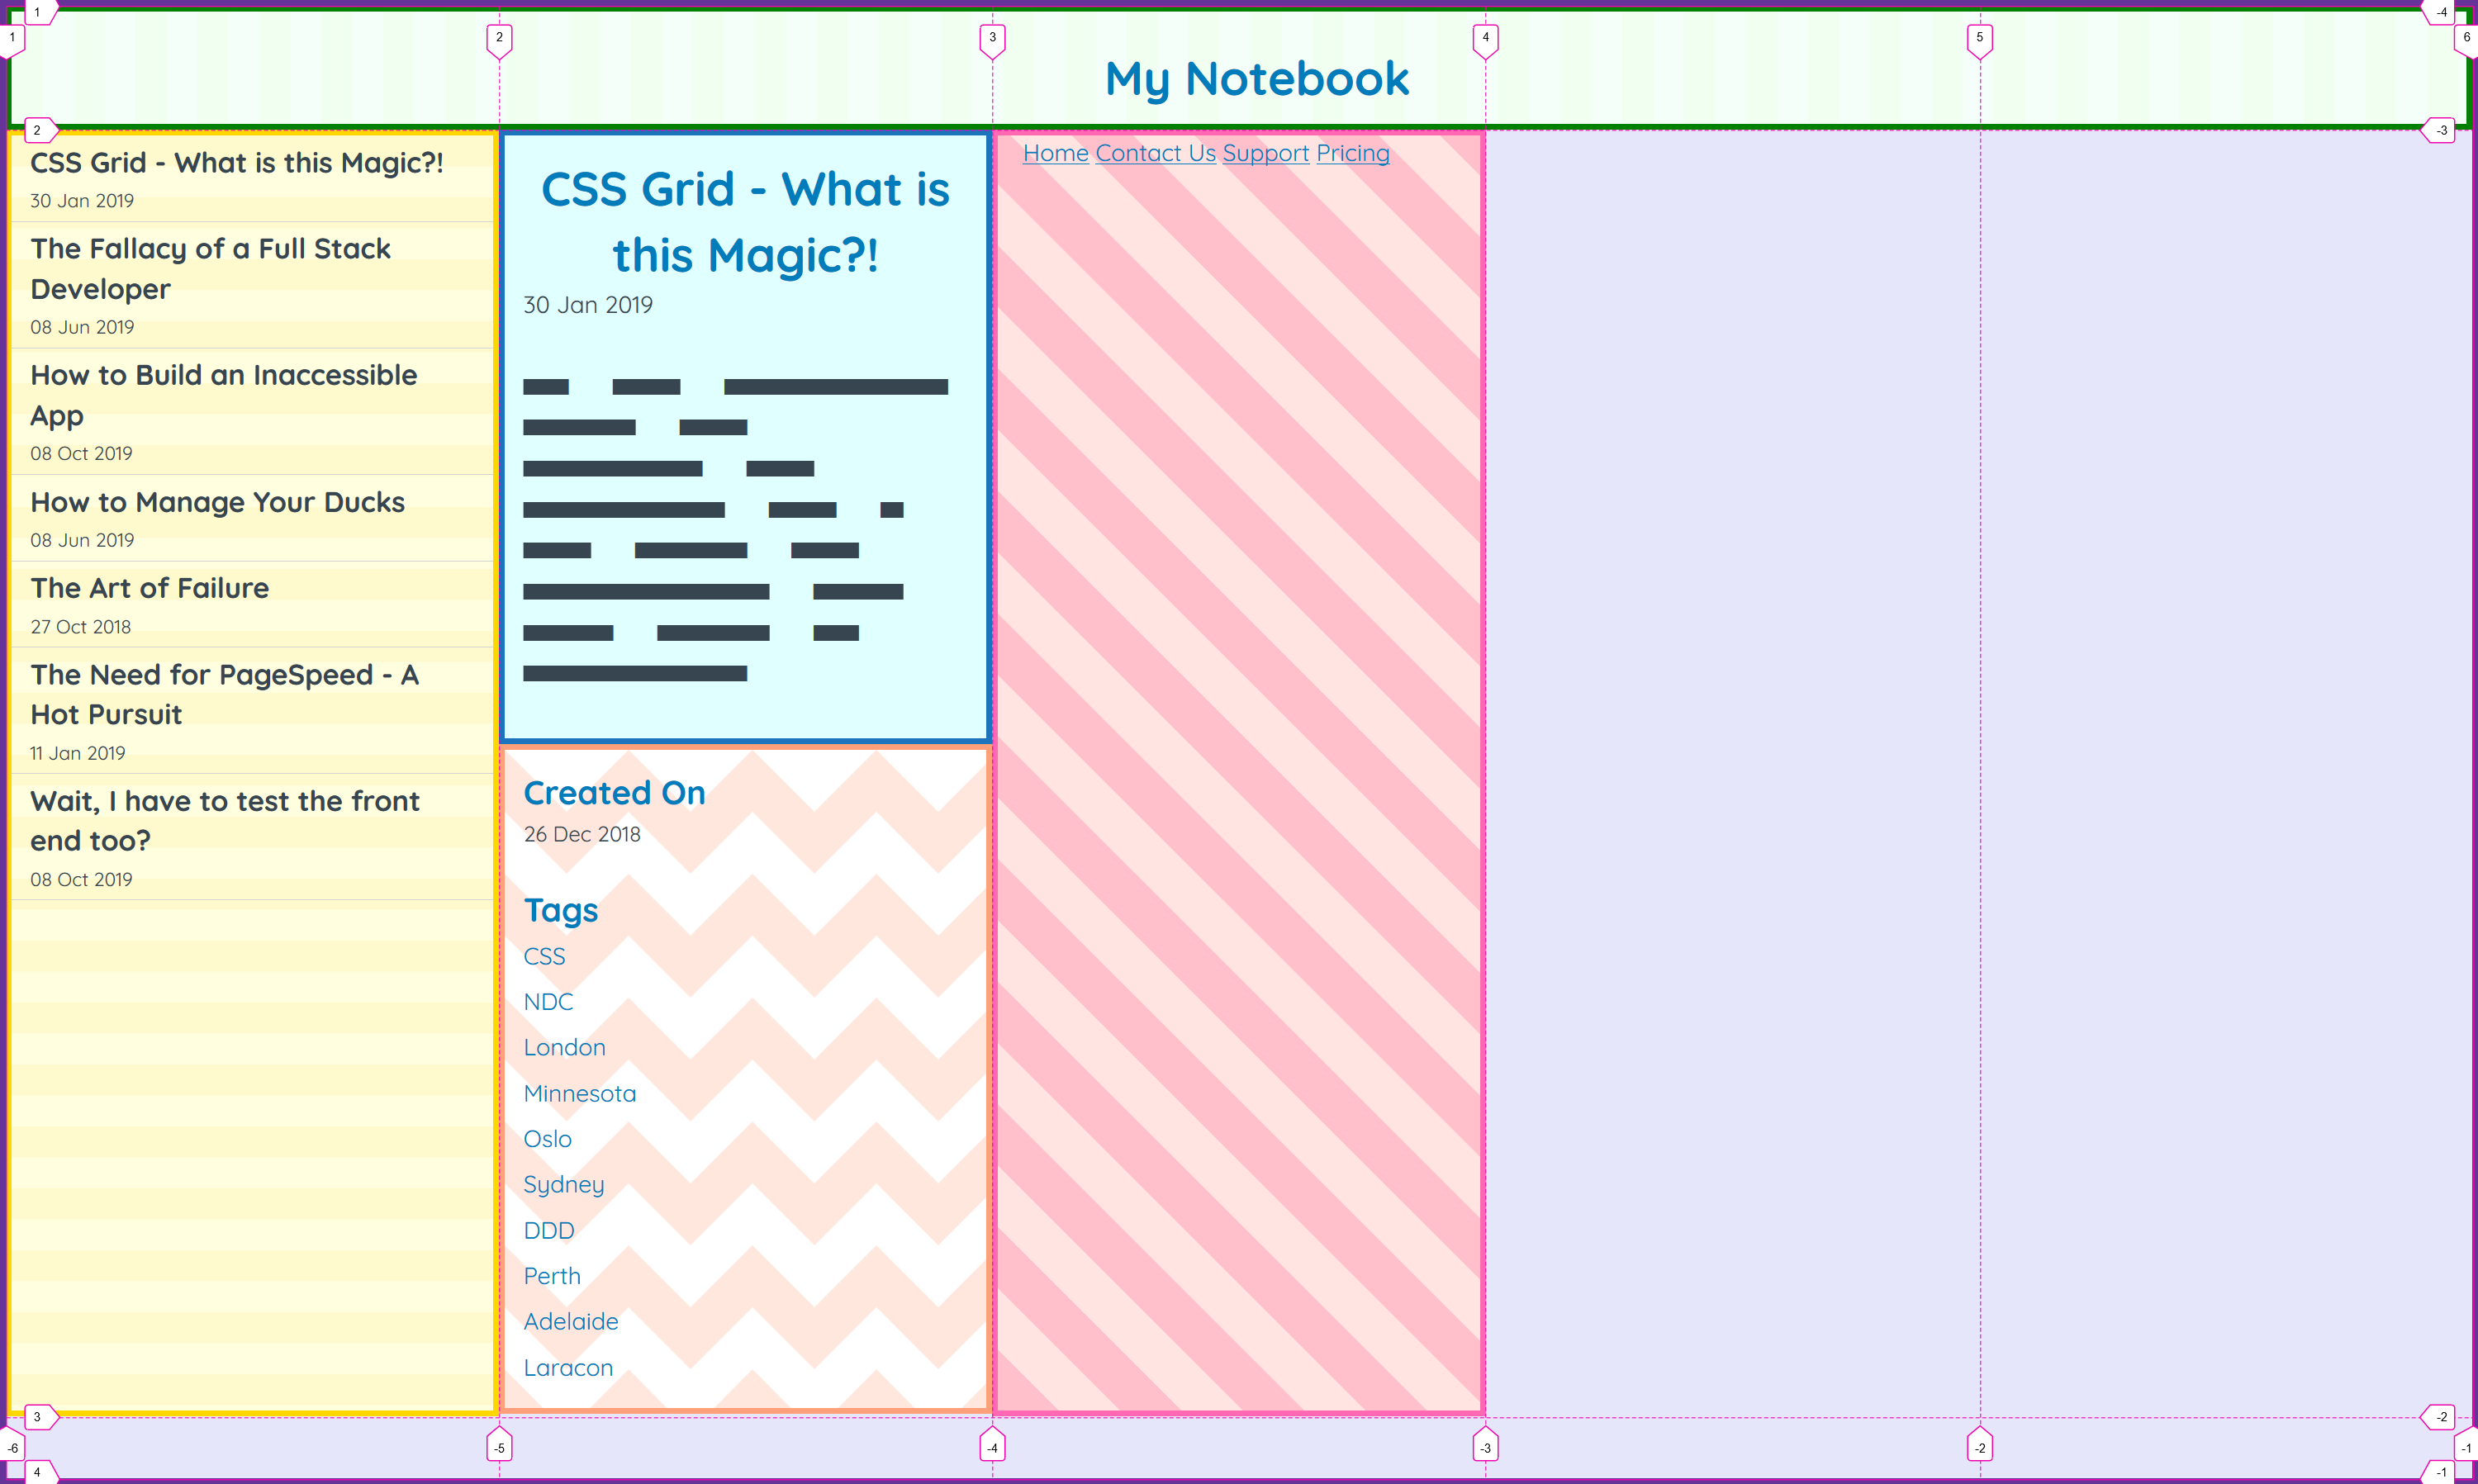 1
-4
1
2
3
4
5
6
My Notebook
2
-3
CSS Grid - What is this Magic?!
30 Jan 2019
The Fallacy of a Full Stack
Developer
08 Jun 2019
How to Build an Inaccessible
App
08 Oct 2019
How to Manage Your Ducks
08 Jun 2019
The Art of Failure
27 Oct 2018
The Need for PageSpeed - A
Hot Pursuit
11 Jan 2019
Wait, I have to test the front
end too?
08 Oct 2019
CSS Grid - What is
this Magic?!
30 Jan 2019
Created On
26 Dec 2018
Tags
CSS
NDC
London
Minnesota
Oslo
Sydney
DDD
Perth
Adelaide
Laracon
Home Contact Us Support Pricing
3
-2
-6
-5
-4
-3
-2
-1
4
-1